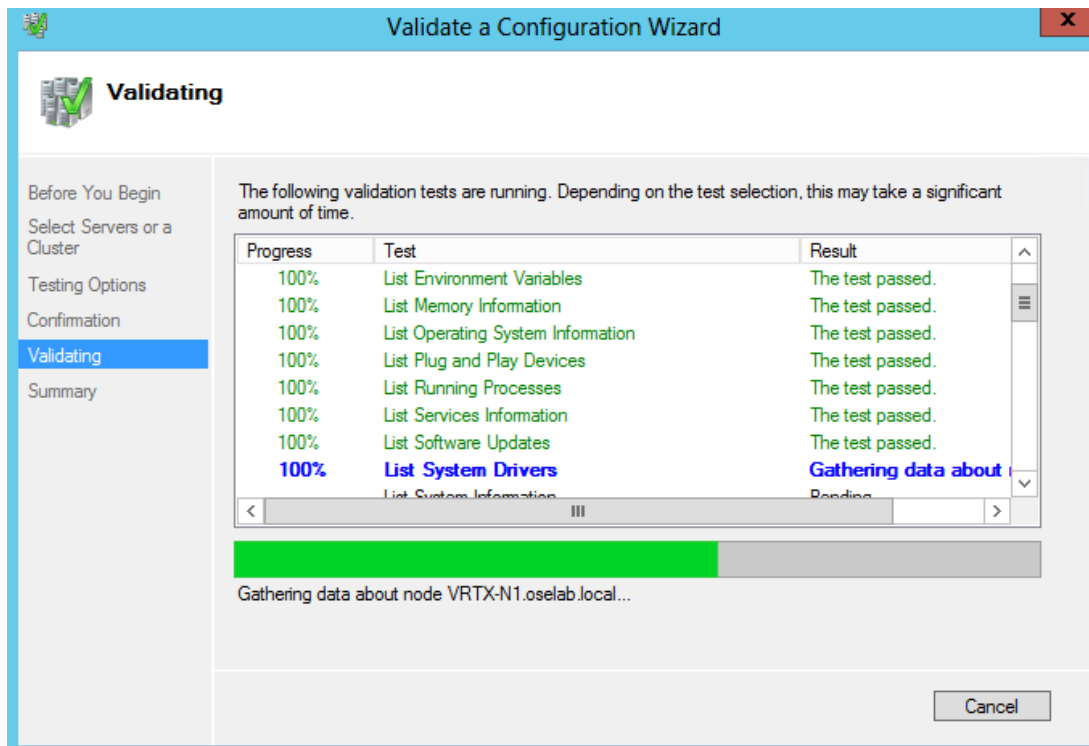 Validate a Configuration Wizard
x
Validating
Before You Begin
Select Servers or a
Cluster
Testing Options
Confirmation
Validating
Summary
The following validation tests are running. Depending on the test selection, this may take a significant
amount of time.
Progress Test Result
100% List Environment Variables The test passed.
100% List Memory Information The test passed.
100% List Operating System Information The test passed.
100% List Plug and Play Devices The test passed.
100% List Running Processes The test passed.
100% List Services Information The test passed.
100% List Software Updates The test passed.
100% List System Drivers Gathering data about
List System Information Pending
Gathering data about node VRTX-N1.oselab.local...
Cancel